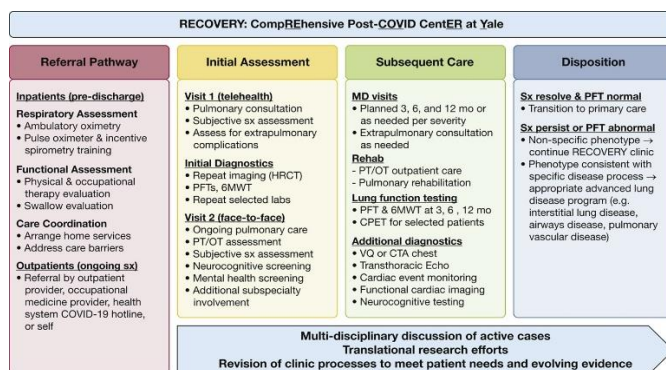 RECOVERY: CompREhensive Post-COVID CentER at Yale
Referral Pathway
Inpatients (pre-discharge)
Respiratory Assessment
• Ambulatory oximetry
• Pulse oximeter & incentive
spirometry training
Functional Assessment
• Physical & occupational
therapy evaluation
• Swallow evaluation
Care Coordination
• Arrange home services
• Address care barriers
Outpatients (ongoing sx)
• Referral by outpatient
provider, occupational
medicine provider, health
system COVID-19 hotline,
or self
Initial Assessment
Visit 1 (telehealth)
• Pulmonary consultation
• Subjective sx assessment
• Assess for extrapulmonary
complications
Initial Diagnostics
• Repeat imaging (HRCT)
• PFTs, 6MWT
• Repeat selected labs
Visit 2 (face-to-face)
• Ongoing pulmonary care
• PT/OT assessment
• Subjective sx assessment
• Neurocognitive screening
• Mental health screening
• Additional subspecialty
involvement
Subsequent Care
MD visits
• Planned 3, 6, and 12 mo or
as needed per severity
• Extrapulmonary consultation
as needed
Rehab
- PT/OT outpatient care
- Pulmonary rehabilitation
Lung function testing
• PFT & 6MWT at 3, 6 , 12 mo
• CPET for selected patients
Additional diagnostics
• VQ or CTA chest
• Transthoracic Echo
• Cardiac event monitoring
• Functional cardiac imaging
• Neurocognitive testing
Disposition
Sx resolve & PFT normal
• Transition to primary care
Sx persist or PFT abnormal
• Non-specific phenotype →
continue RECOVERY clinic
• Phenotype consistent with
specific disease process →
appropriate advanced lung
disease program (e.g.
interstitial lung disease,
airways disease, pulmonary
vascular disease)
Multi-disciplinary discussion of active cases
Translational research efforts
Revision of clinic processes to meet patient needs and evolving evidence